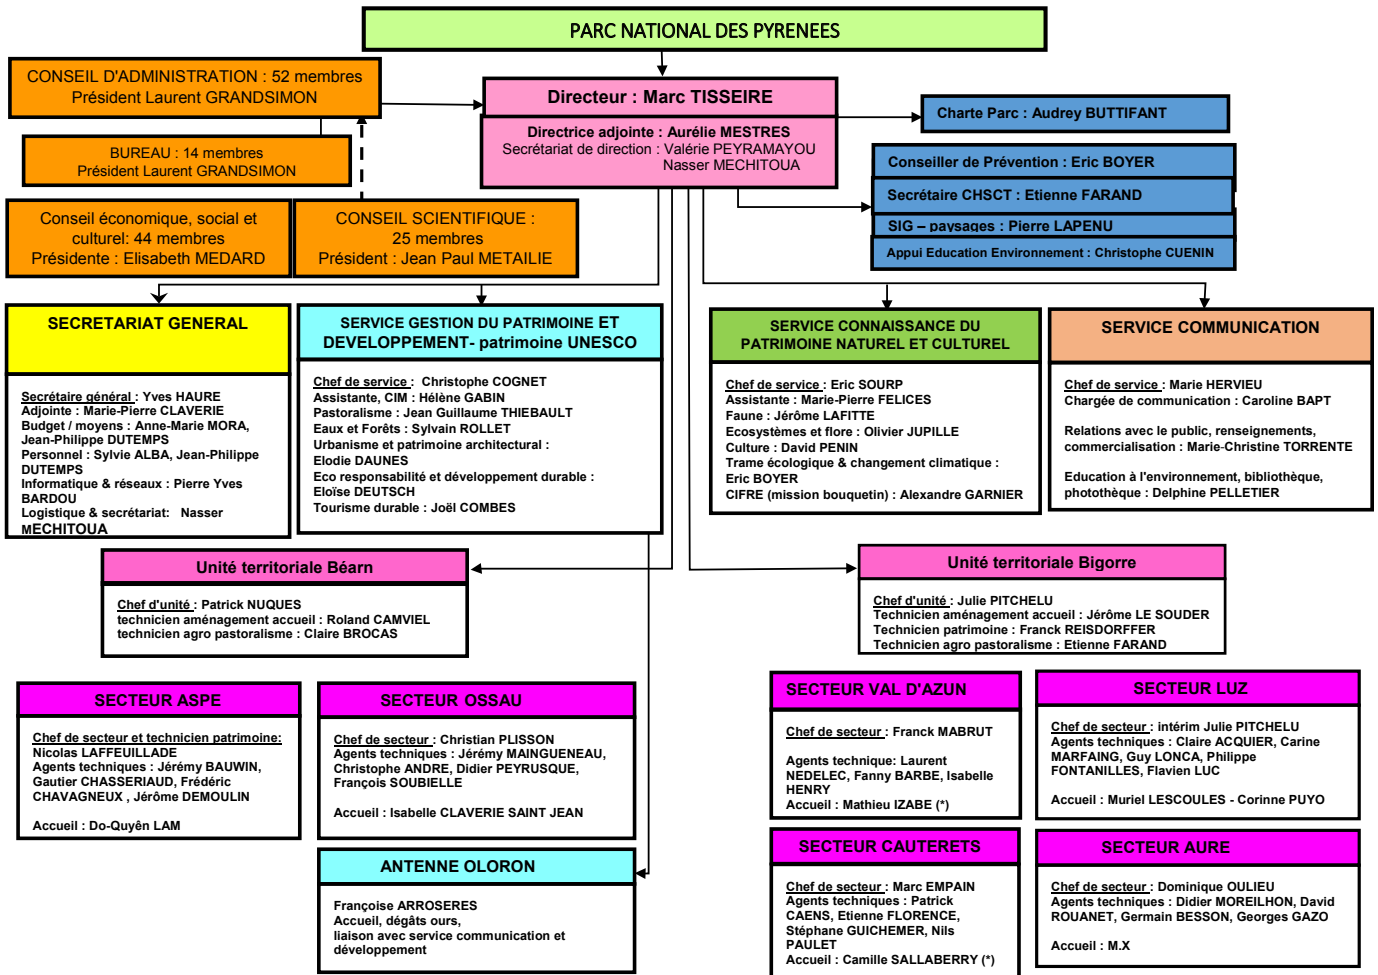 PARC NATIONAL DES PYRENEES
CONSEIL D'ADMINISTRATION : 52 membres
Président Laurent GRANDSIMON
BUREAU : 14 membres
Président Laurent GRANDSIMON
Conseil économique, social et
culturel: 44 membres
Présidente : Elisabeth MEDARD
CONSEIL SCIENTIFIQUE :
25 membres
Président : Jean Paul METAILIE
Directeur : Marc TISSEIRE
Directrice adjointe : Aurélie MESTRES
Secrétariat de direction : Valérie PEYRAMAYOU
Nasser MECHITOUA
Charte Parc : Audrey BUTTIFANT
Conseiller de Prévention : Eric BOYER
Secrétaire CHSCT : Etienne FARAND
SIG – paysages : Pierre LAPENU
Appui Education Environnement : Christophe CUENIN
SECRETARIAT GENERAL
Secrétaire général : Yves HAURE
Adjointe : Marie-Pierre CLAVERIE
Budget / moyens : Anne-Marie MORA,
Jean-Philippe DUTEMPS
Personnel : Sylvie ALBA, Jean-Philippe
DUTEMPS
Informatique & réseaux : Pierre Yves
BARDOU
Logistique & secrétariat: Nasser
MECHITOUA
SERVICE GESTION DU PATRIMOINE ET
DEVELOPPEMENT- patrimoine UNESCO
Chef de service : Christophe COGNET
Assistante, CIM : Hélène GABIN
Pastoralisme : Jean Guillaume THIEBAULT
Eaux et Forêts : Sylvain ROLLET
Urbanisme et patrimoine architectural :
Elodie DAUNES
Eco responsabilité et développement durable :
Eloïse DEUTSCH
Tourisme durable : Joël COMBES
SERVICE CONNAISSANCE DU
PATRIMOINE NATUREL ET CULTUREL
Chef de service : Eric SOURP
Assistante : Marie-Pierre FELICES
Faune : Jérôme LAFITTE
Ecosystèmes et flore : Olivier JUPILLE
Culture : David PENIN
Trame écologique & changement climatique :
Eric BOYER
CIFRE (mission bouquetin) : Alexandre GARNIER
SERVICE COMMUNICATION
Chef de service : Marie HERVIEU
Chargée de communication : Caroline BAPT
Relations avec le public, renseignements,
commercialisation : Marie-Christine TORRENTE
Education à l'environnement, bibliothèque,
photothèque : Delphine PELLETIER
Unité territoriale Béarn
Chef d'unité : Patrick NUQUES
technicien aménagement accueil : Roland CAMVIEL
technicien agro pastoralisme : Claire BROCAS
Unité territoriale Bigorre
Chef d'unité : Julie PITCHELU
Technicien aménagement accueil : Jérôme LE SOUDER
Technicien patrimoine : Franck REISDORFFER
Technicien agro pastoralisme : Etienne FARAND
SECTEUR ASPE
Chef de secteur et technicien patrimoine:
Nicolas LAFFEUILLADE
Agents techniques : Jérémy BAUWIN,
Gautier CHASSERIAUD, Frédéric
CHAVAGNEUX , Jérôme DEMOULIN
Accueil : Do-Quyên LAM
SECTEUR OSSAU
Chef de secteur : Christian PLISSON
Agents techniques : Jérémy MAINGUENEAU,
Christophe ANDRE, Didier PEYRUSQUE,
François SOUBIELLE
Accueil : Isabelle CLAVERIE SAINT JEAN
ANTENNE OLORON
Françoise ARROSERES
Accueil, dégâts ours,
liaison avec service communication et
développement
SECTEUR VAL D'AZUN
Chef de secteur : Franck MABRUT
Agents technique: Laurent
NEDELEC, Fanny BARBE, Isabelle
HENRY
Accueil : Mathieu IZABE (*)
SECTEUR LUZ
Chef de secteur : intérim Julie PITCHELU
Agents techniques : Claire ACQUIER, Carine
MARFAING, Guy LONCA, Philippe
FONTANILLES, Flavien LUC
Accueil : Muriel LESCOULES - Corinne PUYO
SECTEUR CAUTERETS
Chef de secteur : Marc EMPAIN
Agents techniques : Patrick
CAENS, Etienne FLORENCE,
Stéphane GUICHEMER, Nils
PAULET
Accueil : Camille SALLABERRY (*)
SECTEUR AURE
Chef de secteur : Dominique OULIEU
Agents techniques : Didier MOREILHON, David
ROUANET, Germain BESSON, Georges GAZO
Accueil : M.X